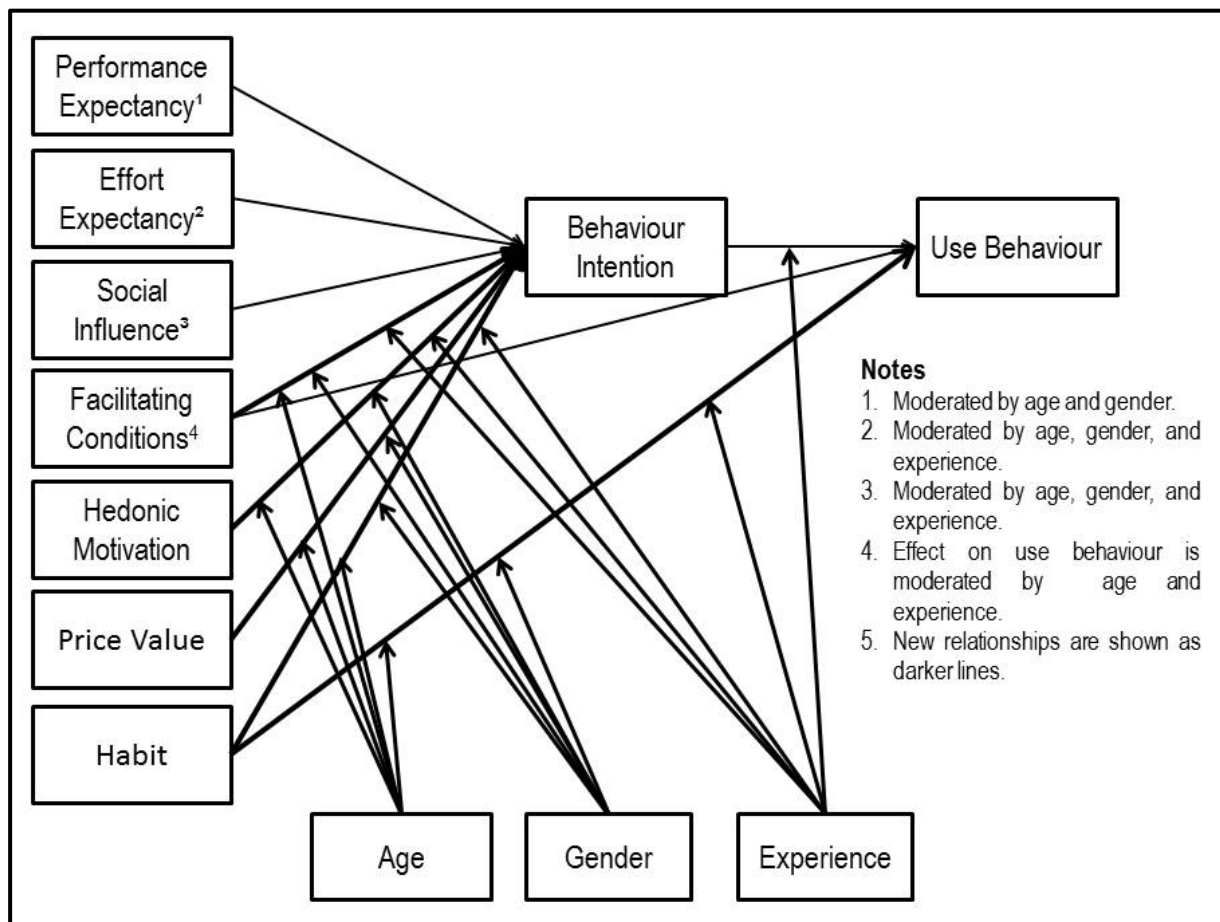 Performance
Expectancy¹
Effort
Expectancy²
Social
Influence³
Facilitating
Conditions⁴
Hedonic
Motivation
Price Value
Habit
Behaviour
Intention
Use Behaviour
Notes
1. Moderated by age and gender.
2. Moderated by age, gender, and
experience.
3. Moderated by age, gender, and
experience.
4. Effect on use behaviour is
moderated by age and
experience.
5. New relationships are shown as
darker lines.
Age
Gender
Experience